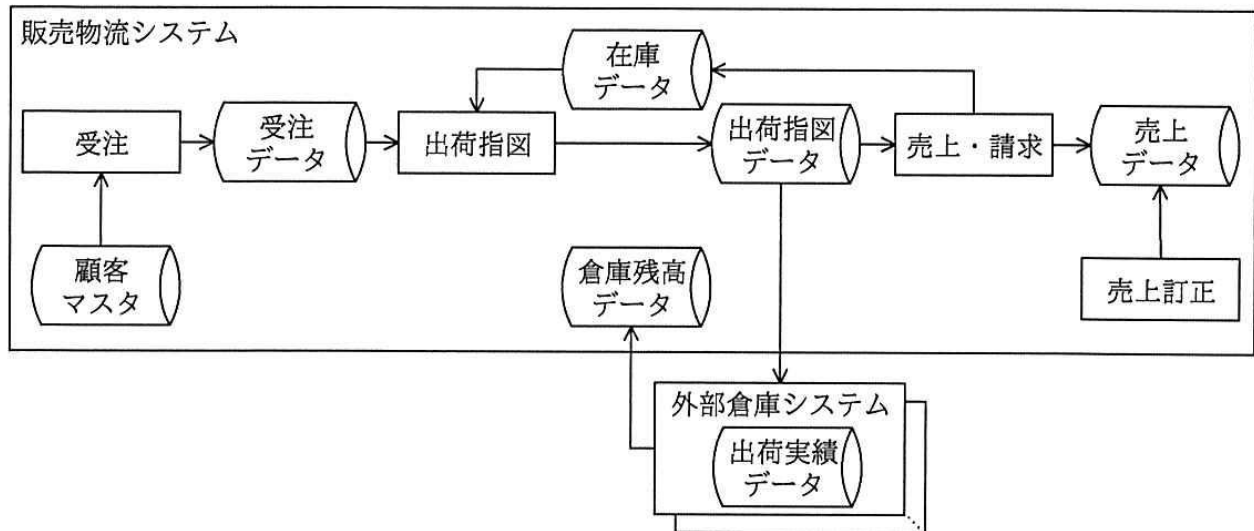 販売物流システム
在庫
データ
受注
受注
データ
出荷指図
出荷指図
データ
売上・請求
売上
データ
顧客
マスタ
倉庫残高
データ
売上訂正
外部倉庫システム
出荷実績
データ